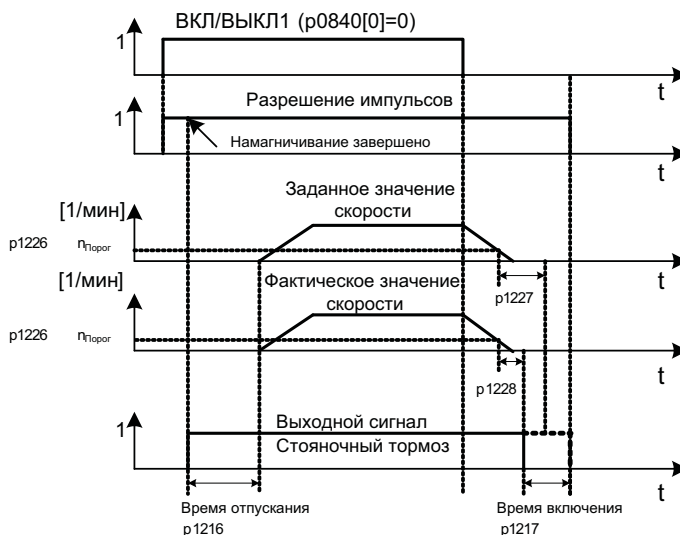 ВКЛ/ВЫКЛ1 (p0840[0]=0)
1
t
Разрешение импульсов
1
Намагничивание завершено
t
[1/мин]
Заданное значение
скорости
p1226 nПорог
t
p1227
[1/мин]
Фактическое значение
скорости
p1226 nПорог
t
p1228
Выходной сигнал
1
Стояночный тормоз
t
Время отпускания
p1216
Время включения
p1217